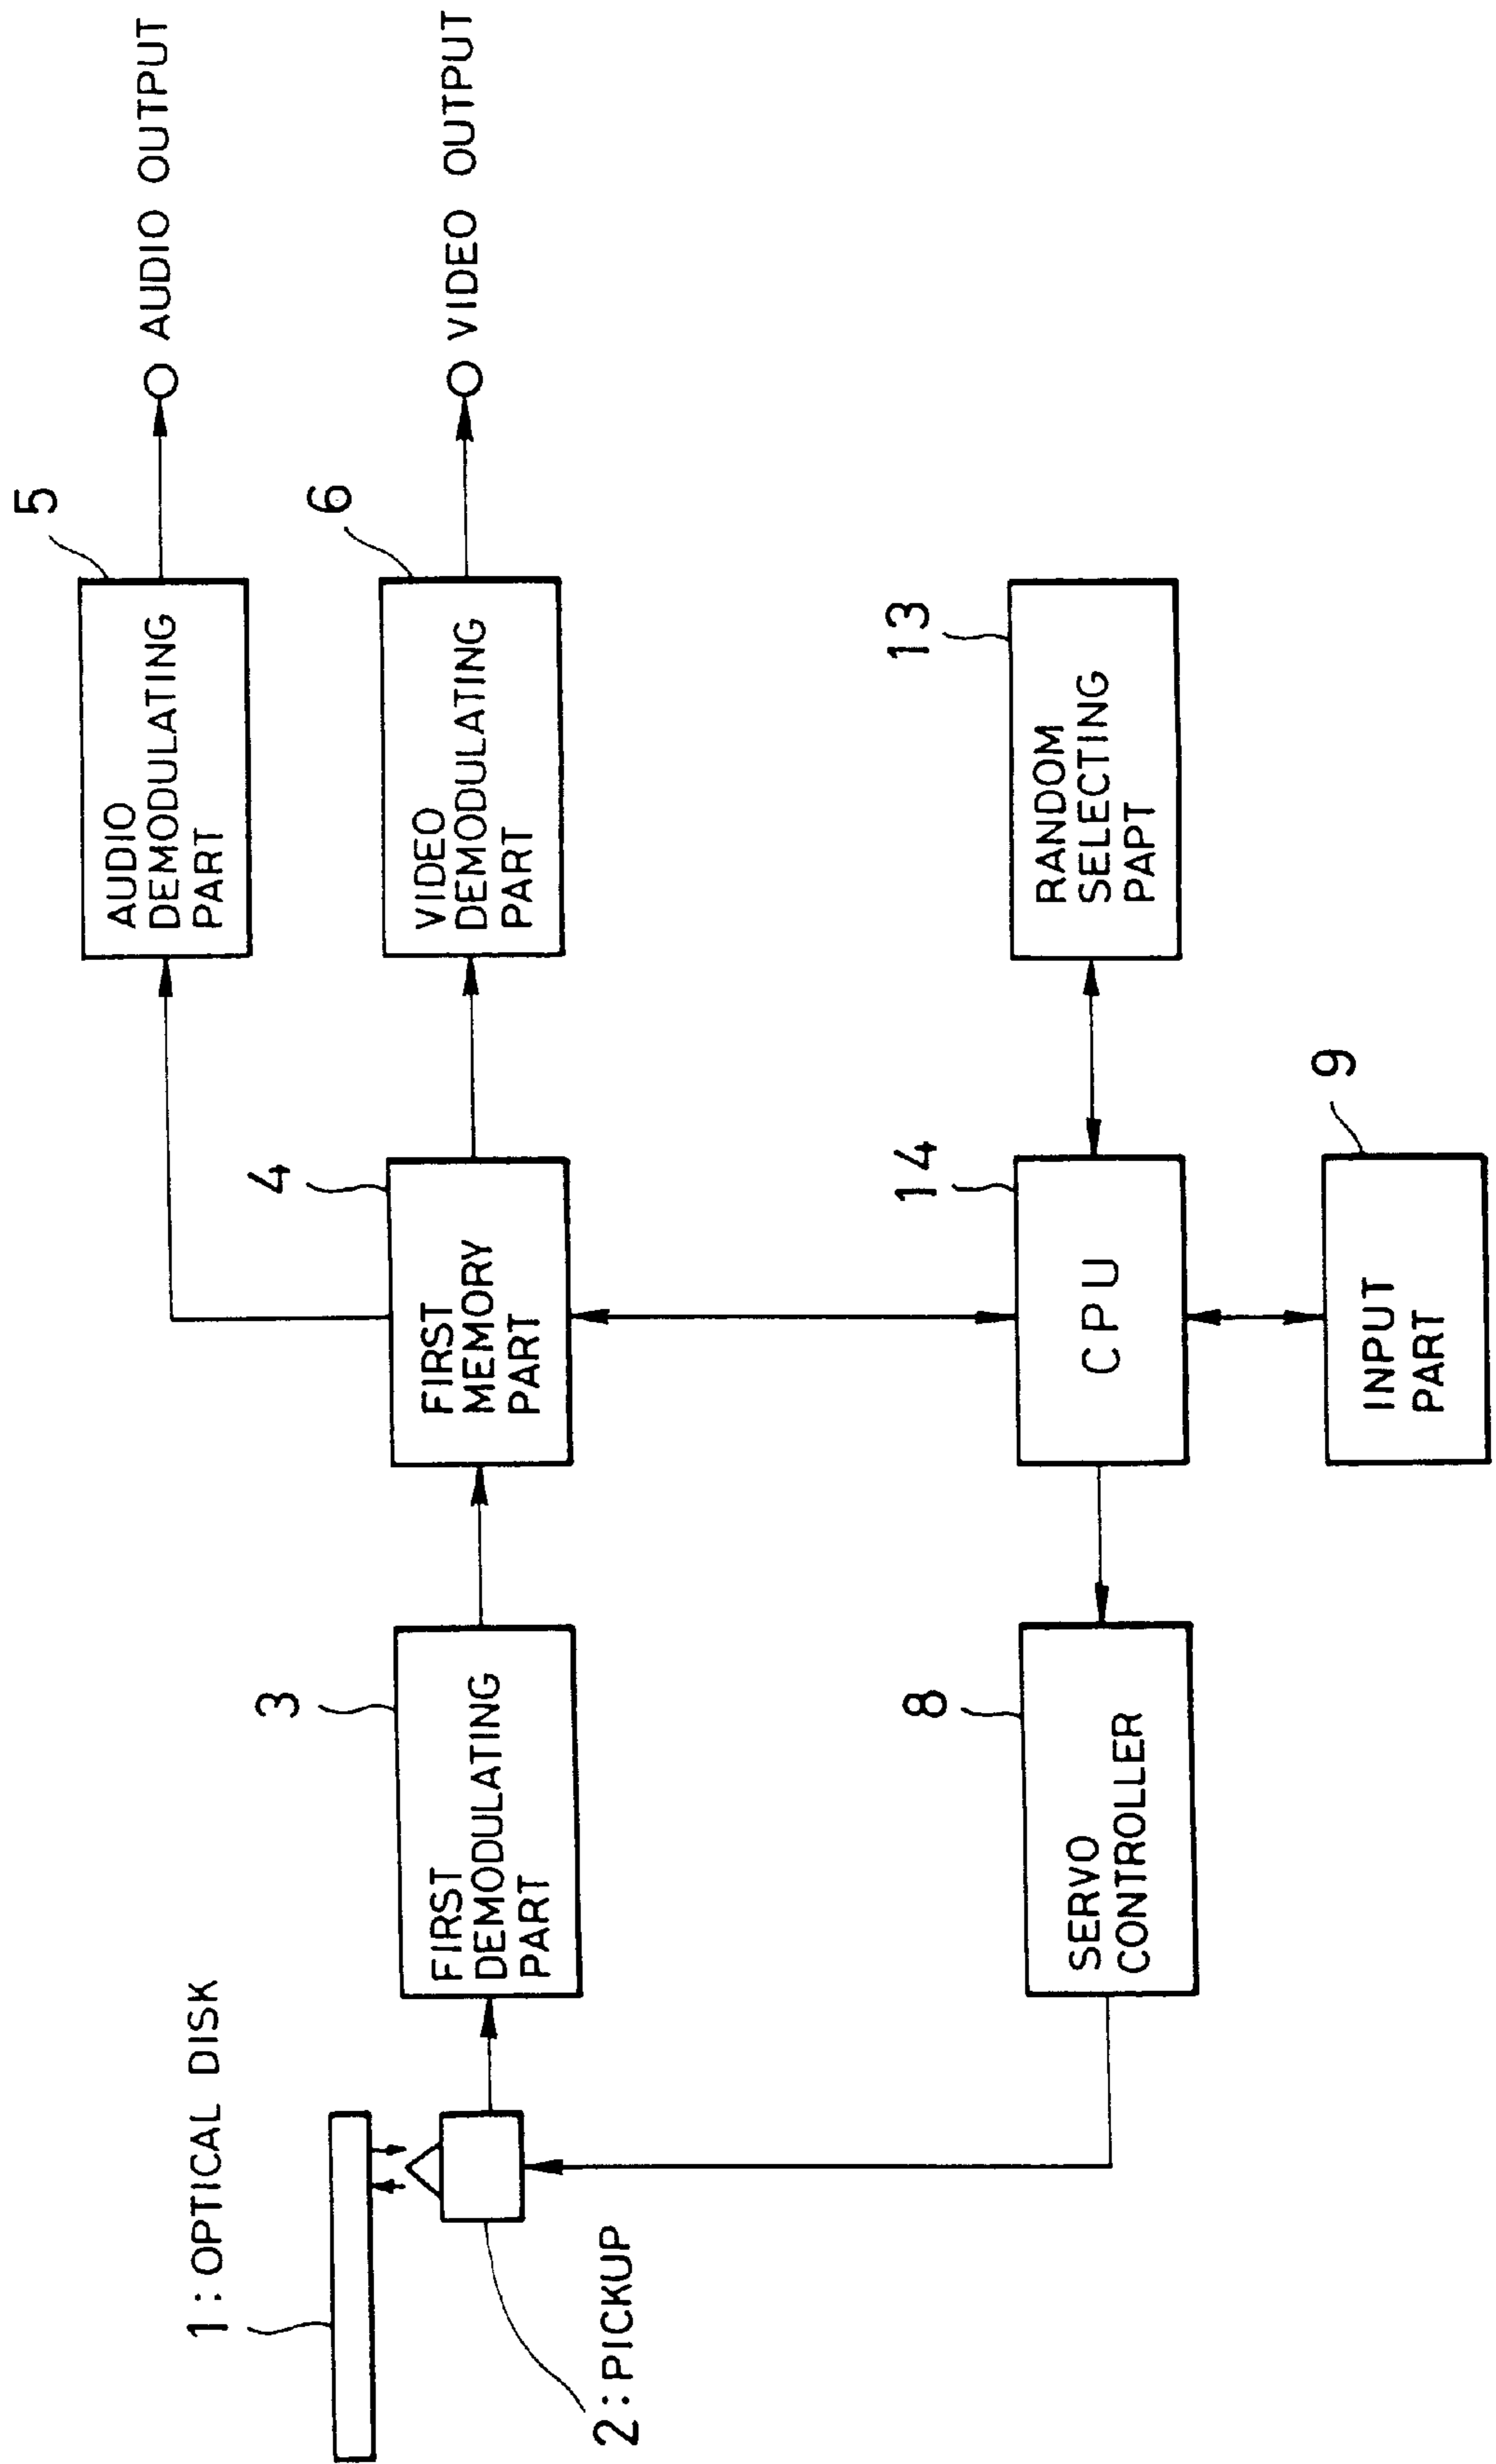 1: OPTICAL DISK
2: PICKUP
3
FIRST
DEMODULATING
PART
4
FIRST
MEMORY
PART
5
AUDIO
DEMODULATING
PART
AUDIO OUTPUT
6
VIDEO
DEMODULATING
PART
VIDEO OUTPUT
8
SERVO
CONTROLLER
14
CPU
13
RANDOM
SELECTING
PAPT
9
INPUT
PART